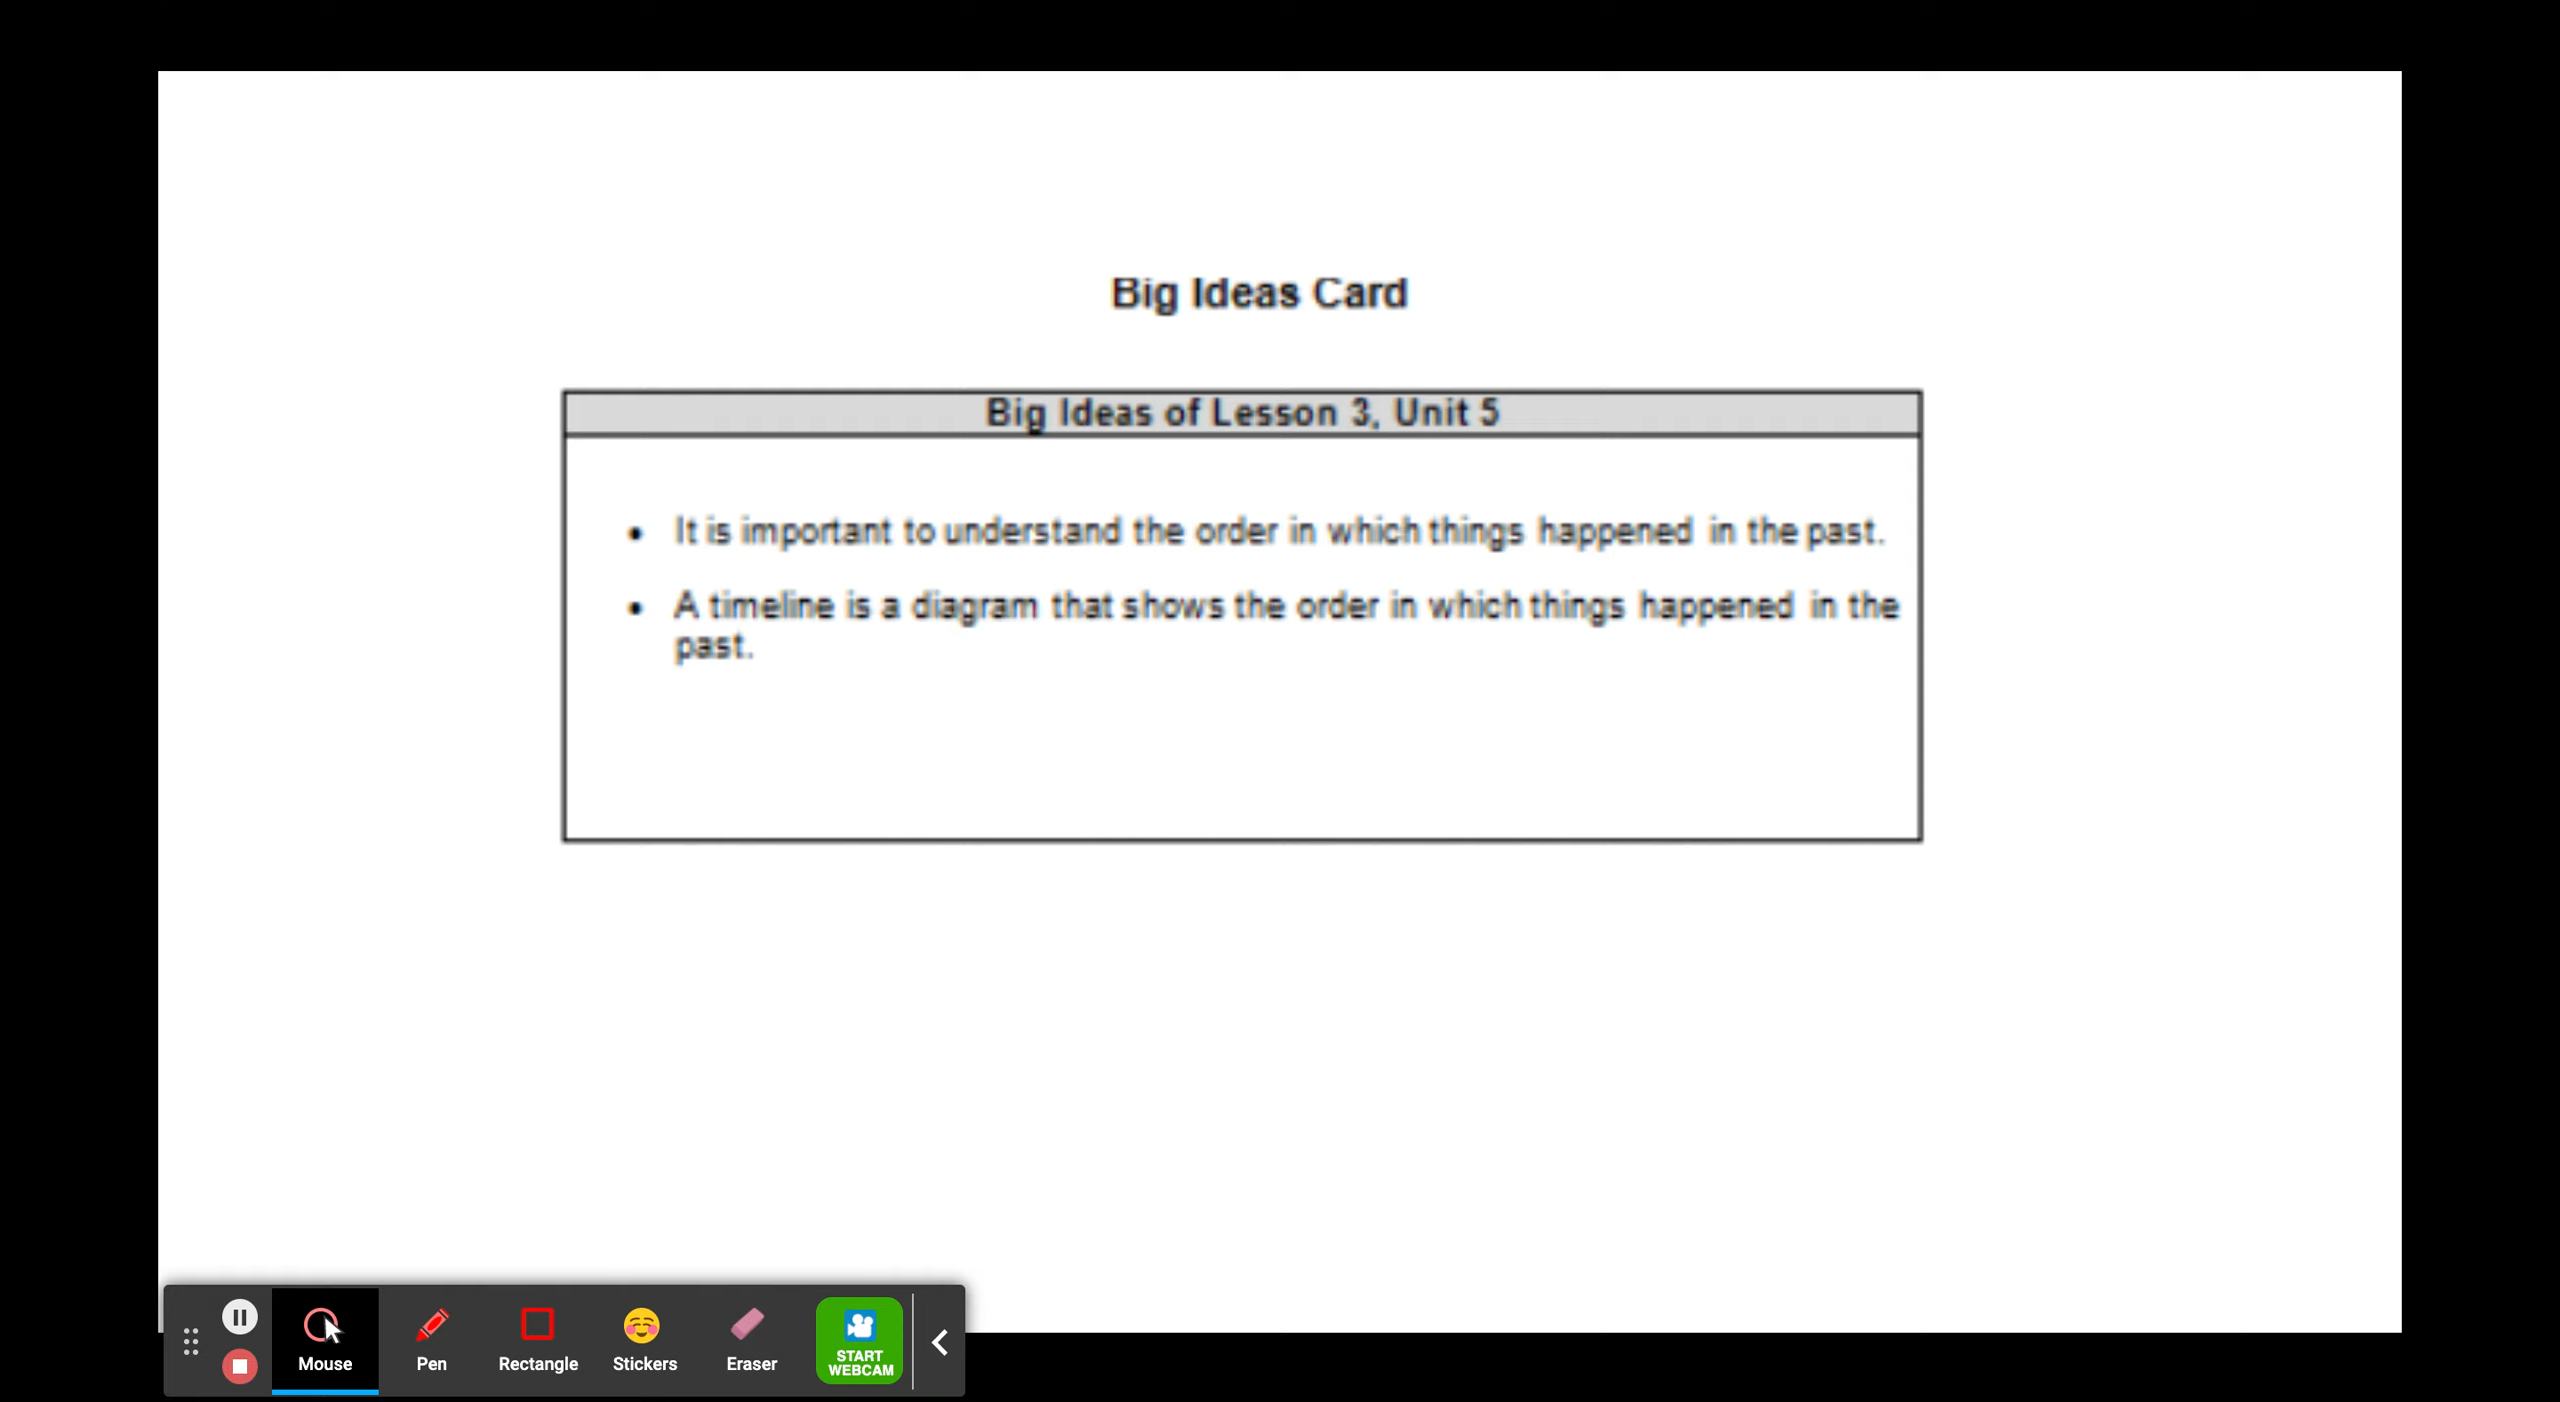 Big Ideas Card
Big Ideas of Lesson 3, Unit 5
• It is important to understand the order in which things happened in the past.
• A timeline is a diagram that shows the order in which things happened in the
past.
Mouse
Pen
Rectangle
Stickers
Eraser
START
WEBCAM